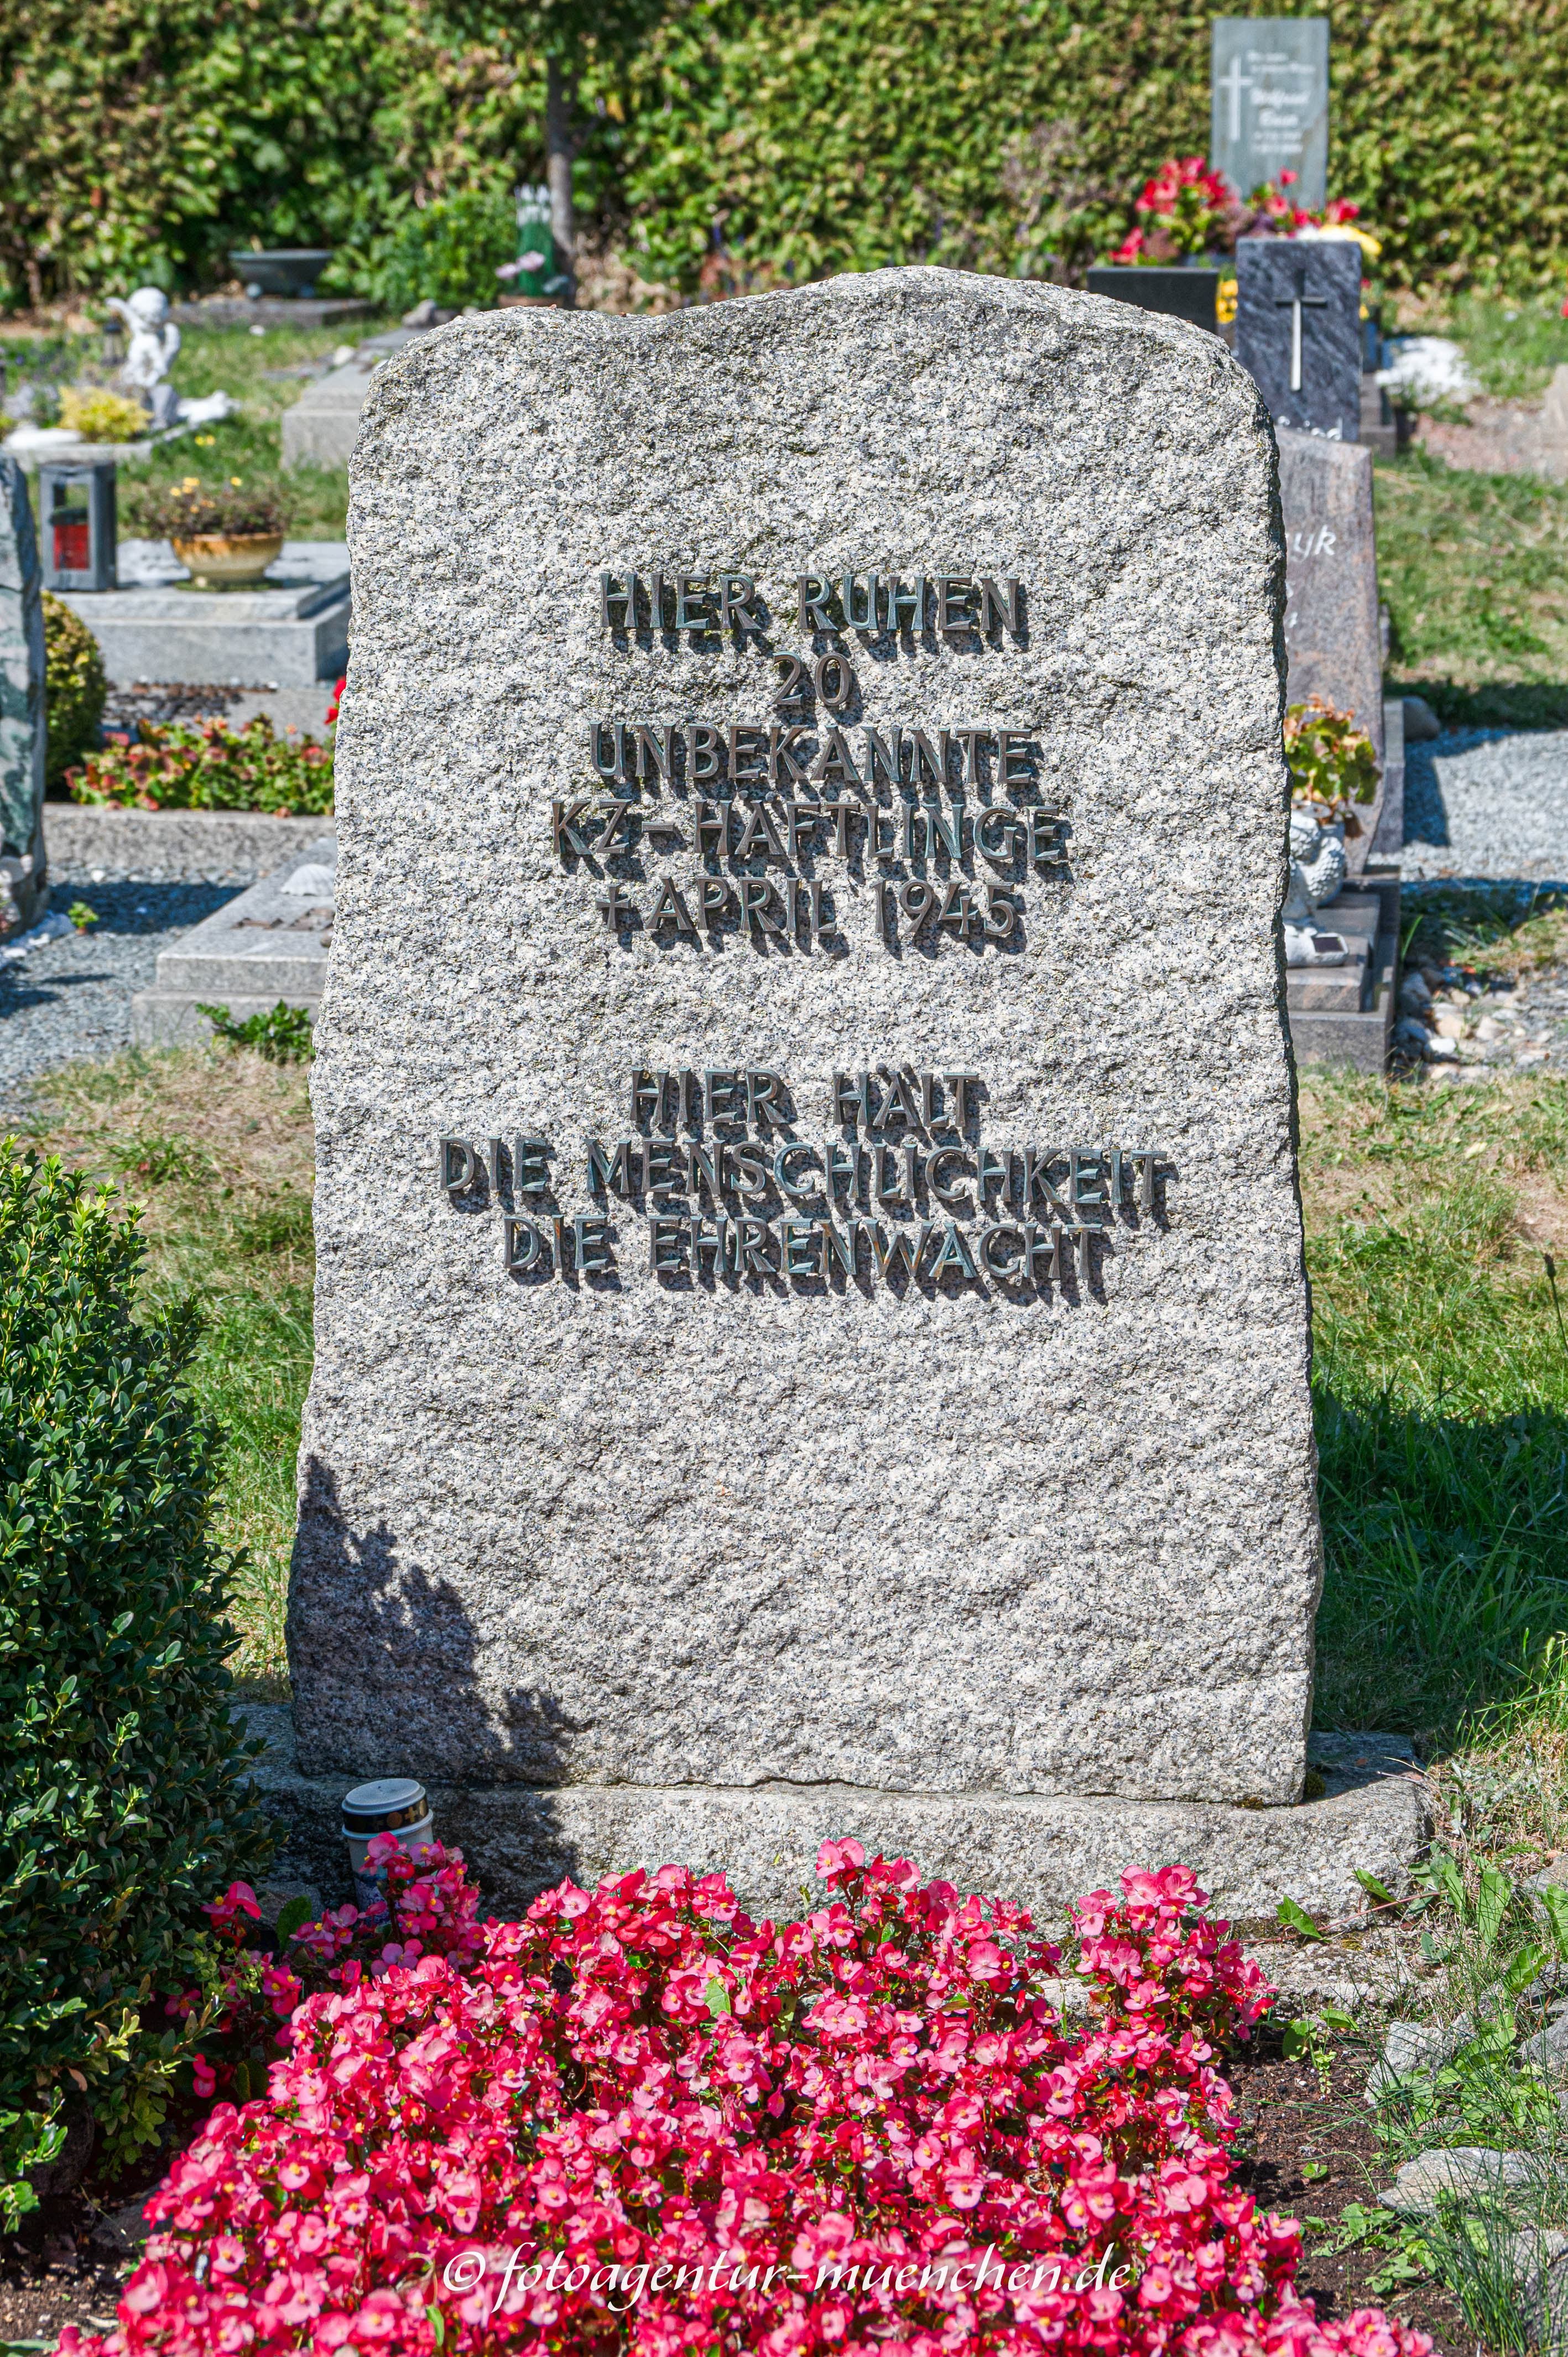 HIER RUHEN
20
UNBEKANNTE
KZ-HÄFTLINGE
† APRIL 1945
HIER HÄLT
DIE MENSCHLICHKEIT
DIE EHRENWACHT
© fotoagentur-muenchen.de